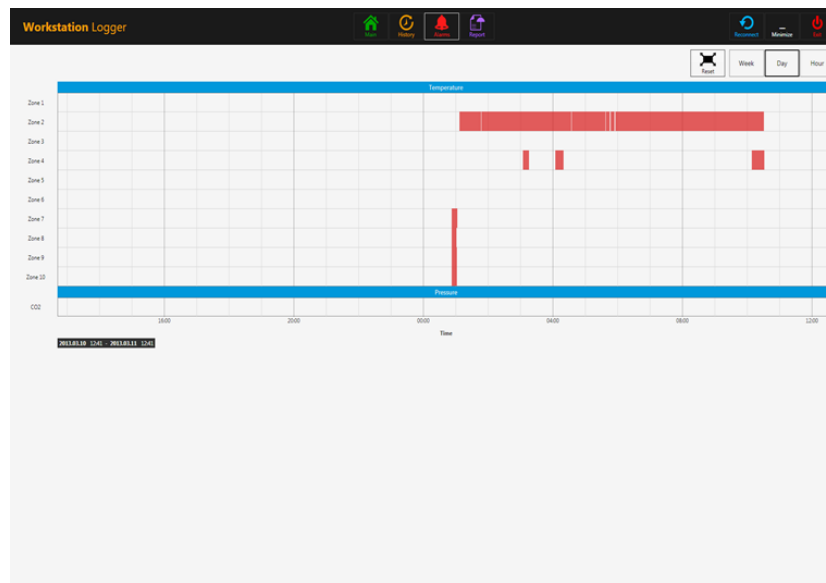 Workstation Logger
Main
History
Alarms
Report
Reconnect
Minimize
Exit
Reset
Week
Day
Hour
Temperature
Zone 1
Zone 2
Zone 3
Zone 4
Zone 5
Zone 6
Zone 7
Zone 8
Zone 9
Zone 10
Pressure
CO2
16:00 20:00 00:00 04:00 08:00 12:00
Time
2013.03.10 12:41 - 2013.03.11 12:41